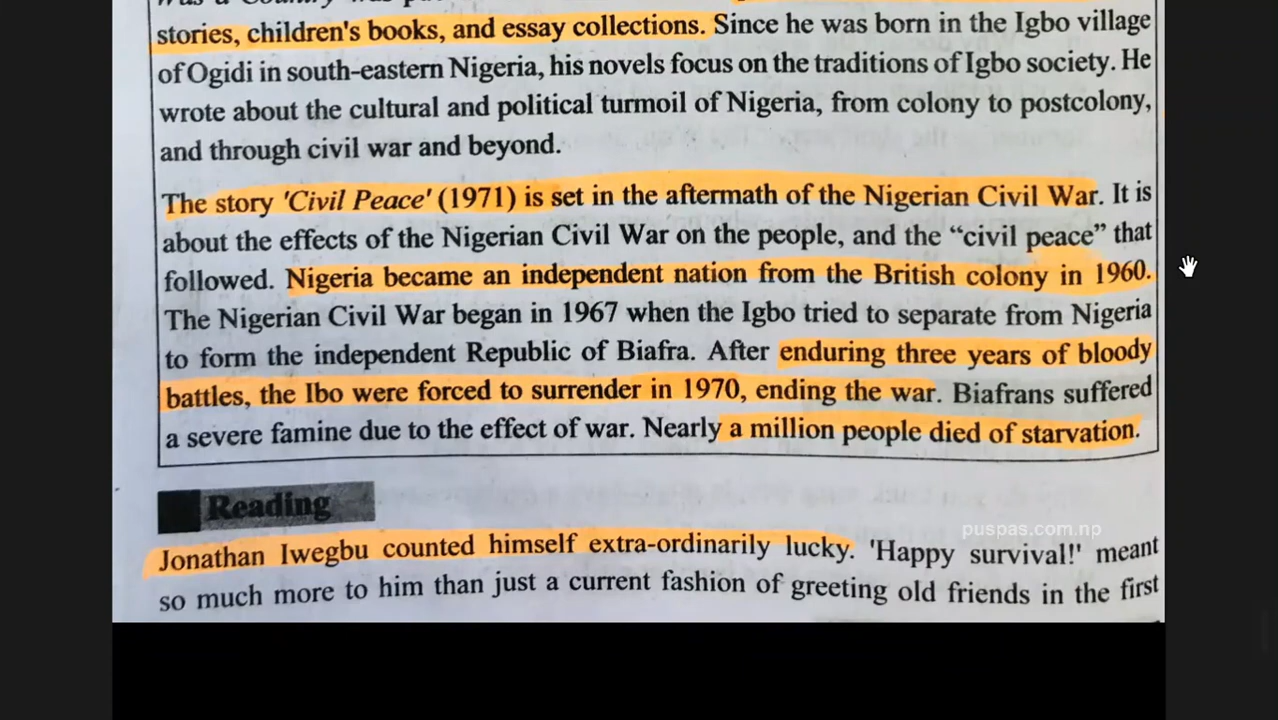 stories, children's books, and essay collections. Since he was born in the Igbo village
of Ogidi in south-eastern Nigeria, his novels focus on the traditions of Igbo society. He
wrote about the cultural and political turmoil of Nigeria, from colony to postcolony,
and through civil war and beyond.
The story 'Civil Peace' (1971) is set in the aftermath of the Nigerian Civil War. It is
about the effects of the Nigerian Civil War on the people, and the “civil peace” that
followed. Nigeria became an independent nation from the British colony in 1960.
The Nigerian Civil War began in 1967 when the Igbo tried to separate from Nigeria
to form the independent Republic of Biafra. After enduring three years of bloody
battles, the Ibo were forced to surrender in 1970, ending the war. Biafrans suffered
a severe famine due to the effect of war. Nearly a million people died of starvation.
Reading
puspas.com.np
Jonathan Iwegbu counted himself extra-ordinarily lucky. 'Happy survival!' meant
so much more to him than just a current fashion of greeting old friends in the first